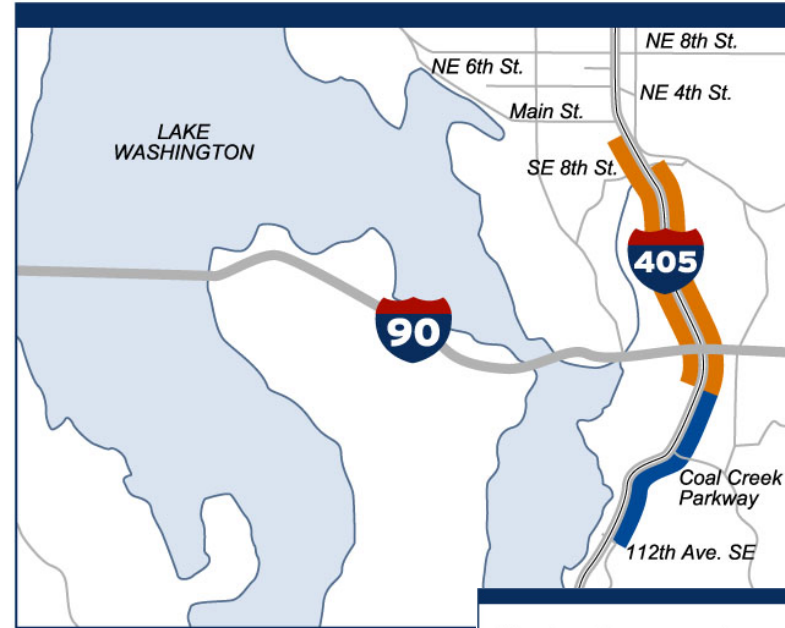 NE 8th St.
NE 6th St.
NE 4th St.
Main St.
LAKE
WASHINGTON
SE 8th St.
405
90
Coal Creek
Parkway
112th Ave. SE